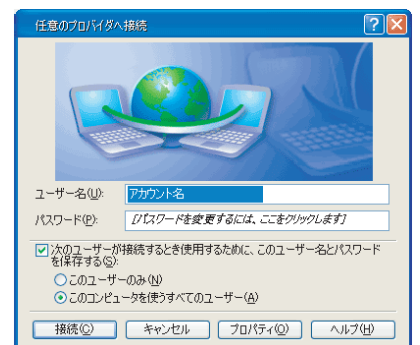 任意のプロバイダへ接続
ユーザー名(U):
アカウント名
パスワード(P):
[パスワードを変更するには、ここをクリックします]
次のユーザーが接続するとき使用するために、このユーザー名とパスワード
を保存する(S):
このユーザーのみ(N)
このコンピュータを使うすべてのユーザー(A)
接続(C)
キャンセル
プロパティ(O)
ヘルプ(H)